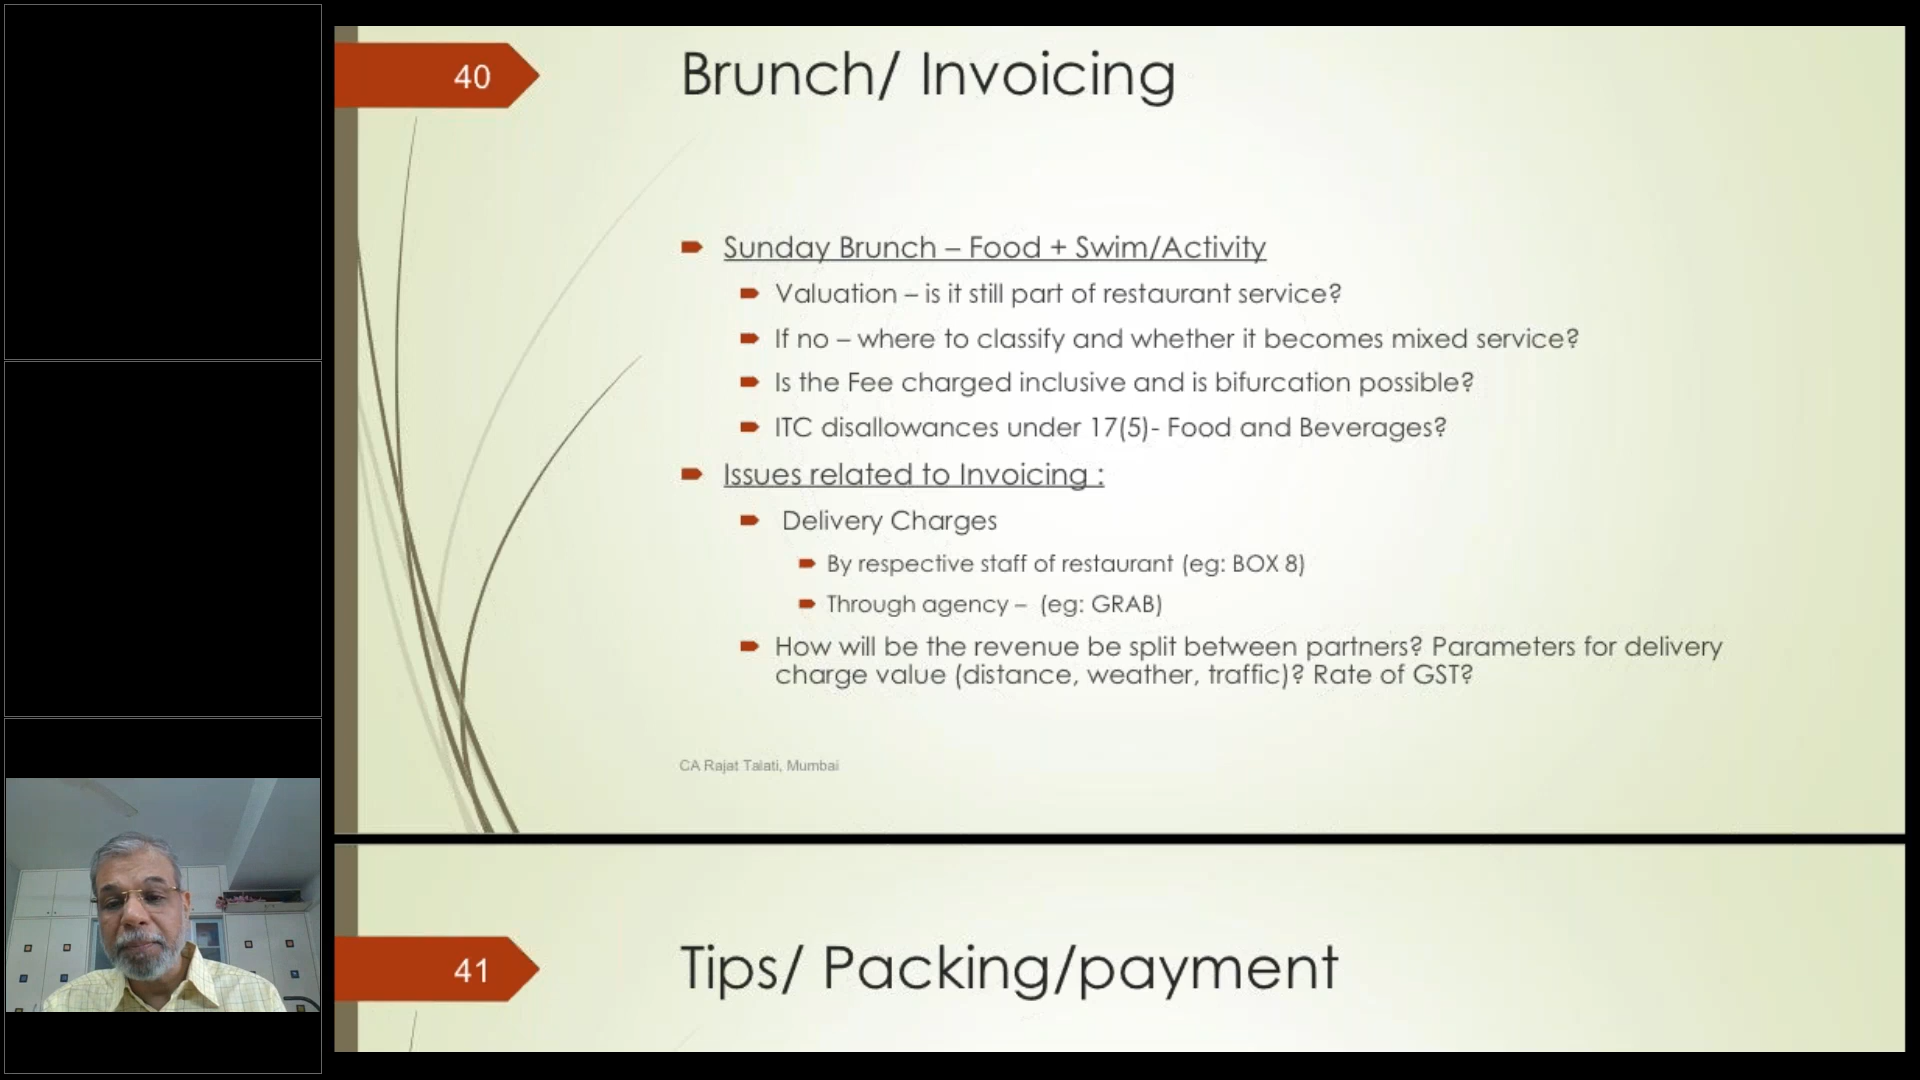 40
Brunch/ Invoicing
Sunday Brunch – Food + Swim/Activity
Valuation – is it still part of restaurant service?
If no – where to classify and whether it becomes mixed service?
Is the Fee charged inclusive and is bifurcation possible?
ITC disallowances under 17(5)- Food and Beverages?
Issues related to Invoicing :
Delivery Charges
By respective staff of restaurant (eg: BOX 8)
Through agency – (eg: GRAB)
How will be the revenue be split between partners? Parameters for delivery
charge value (distance, weather, traffic)? Rate of GST?
CA Rajat Talati, Mumbai
41
Tips/ Packing/payment